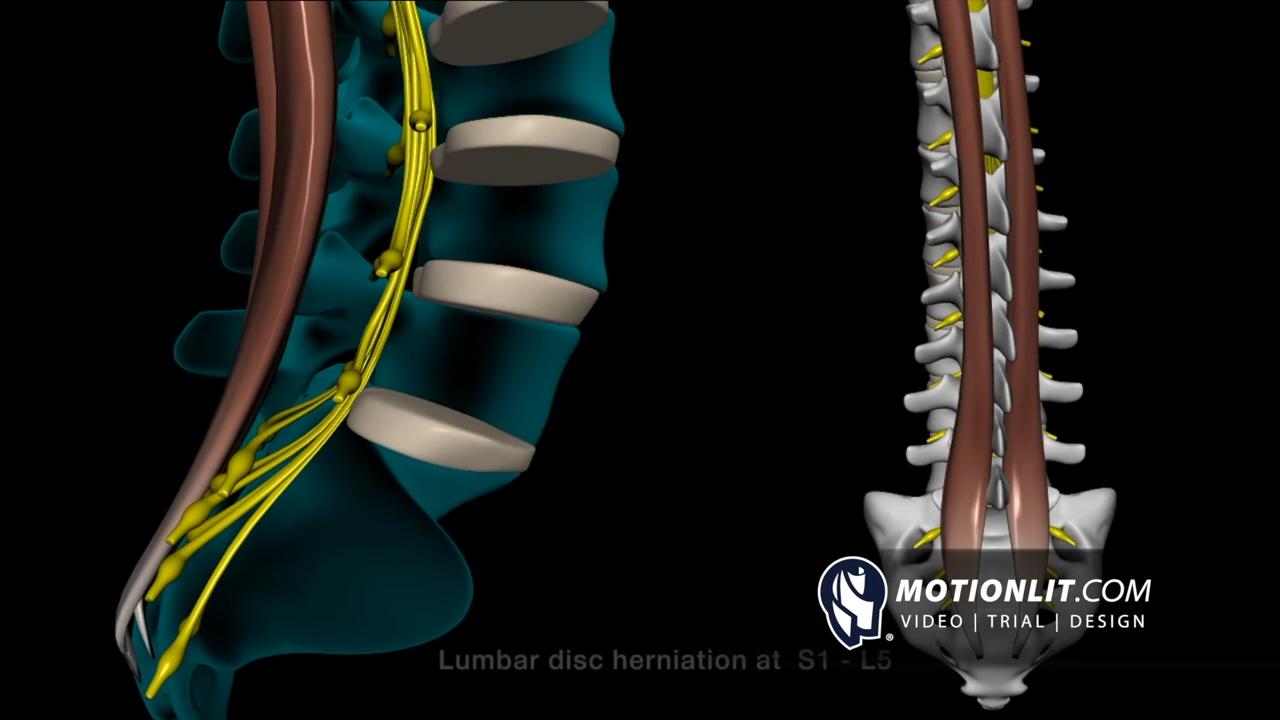 MOTIONLIT.COM
VIDEO | TRIAL | DESIGN
®
Lumbar disc herniation at S1 - L5